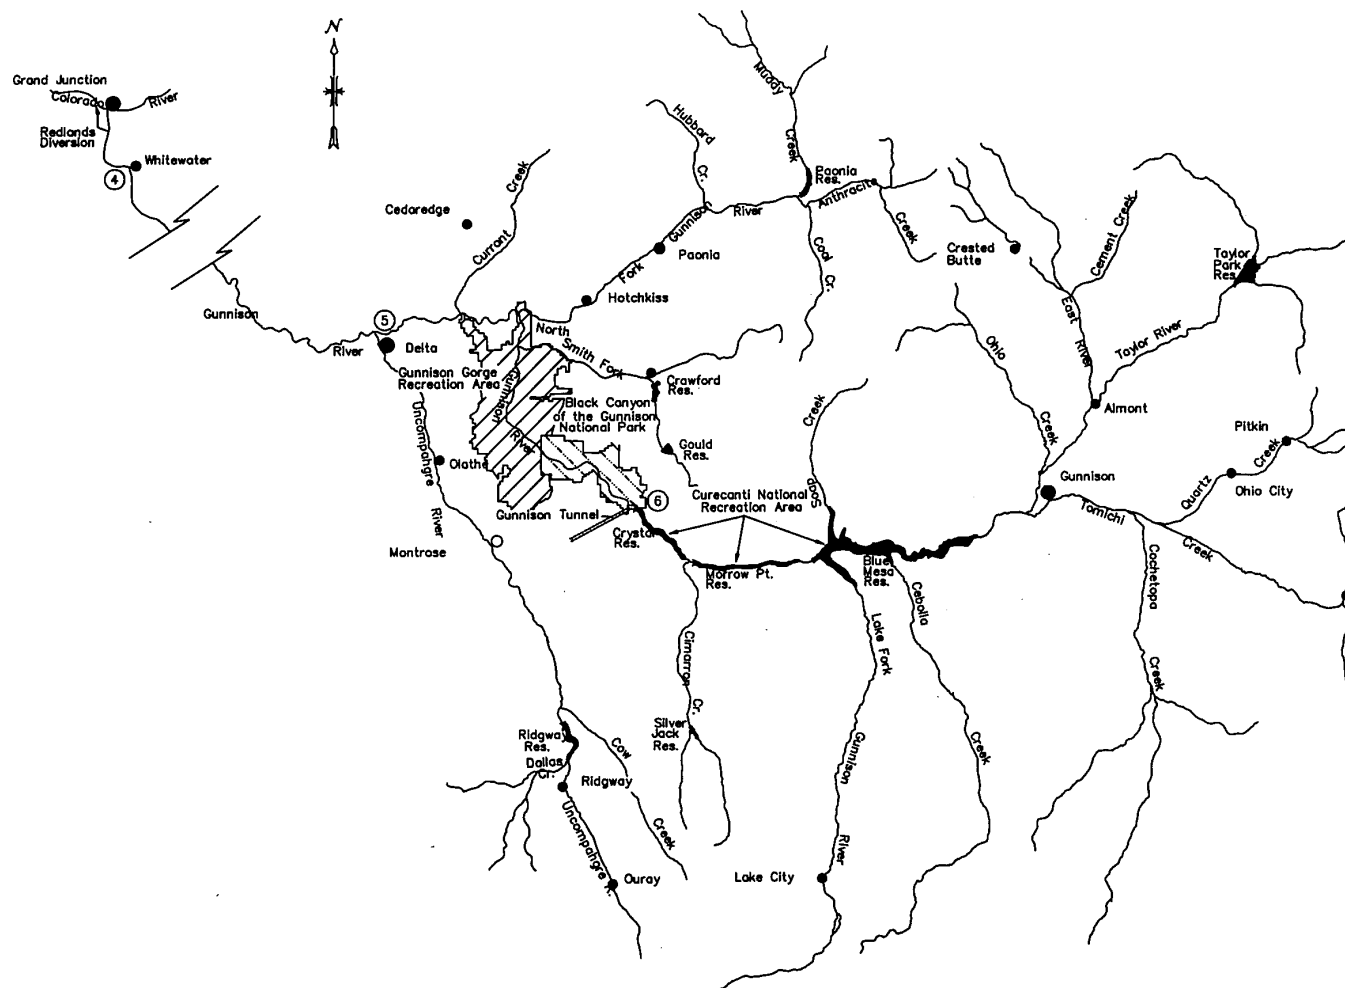 N
Grand Junction
Colorado
River
Redlands
Diversion
Whitewater
4
Muddy
Creek
Hubbard
Cr.
Paonia
Res.
Anthracite
Creek
Creek
Currant
Cedaredge
Gunnison
River
Fork
North
Paonia
Coal
Cr.
Crested
Butte
Cement Creek
Taylor
Park
Res.
Hotchkiss
East
River
Taylor River
Ohio
Creek
Gunnison
River
5
Delta
Gunnison Gorge
Recreation Area
Smith Fork
Crawford
Res.
Gunnison
River
Black Canyon
of the Gunnison
National Park
Creek
Soap
Almont
Pitkin
Creek
Quartz
Ohio City
Uncompahgre
River
Olathe
Gould
Res.
Gunnison
6
Curecanti National
Recreation Area
Gunnison Tunnel
Crystal
Res.
Tomichi
Creek
Montrose
Morrow Pt.
Res.
Blue
Mesa
Res.
Cebolla
Creek
Cochetopa
Creek
Lake Fork
Gunnison
River
Cimarron
Cr.
Silver
Jack
Res.
Ridgway
Res.
Dallas
Cr.
Cow
Creek
Ridgway
Uncompahgre R.
Ouray
Lake City